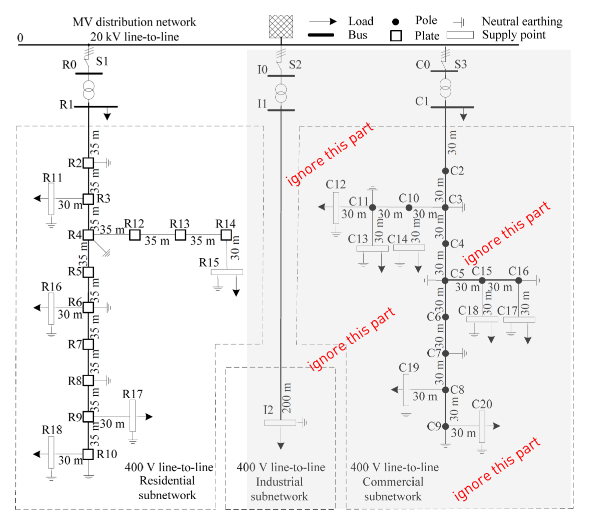 MV distribution network
0 20 kV line-to-line
Load
Bus
Pole
Plate
Neutral earthing
Supply point
R0 S1
I0 S2
C0 S3
R1
I1
C1
35 m
30 m
ignore this part
R2
C2
35 m
30 m
R11
C12
R3
30 m
35 m
C11
C10
C3
30 m
30 m
30 m
R4
35 m
R12
35 m
R13
35 m
R14
30 m
R15
C13
30 m
C14
30 m
C4
ignore this part
35 m
30 m
R5
C5
C15
C16
30 m
30 m
35 m
R16
R6
30 m
30 m
C6
C18
30 m
C17
30 m
35 m
30 m
R7
C7
ignore this part
35 m
30 m
R8
C19
C8
30 m
35 m
R17
R9
30 m
200 m
I2
30 m
C20
C9
30 m
35 m
R18
R10
30 m
400 V line-to-line
Residential
subnetwork
400 V line-to-line
Industrial
subnetwork
400 V line-to-line
Commercial
subnetwork
ignore this part